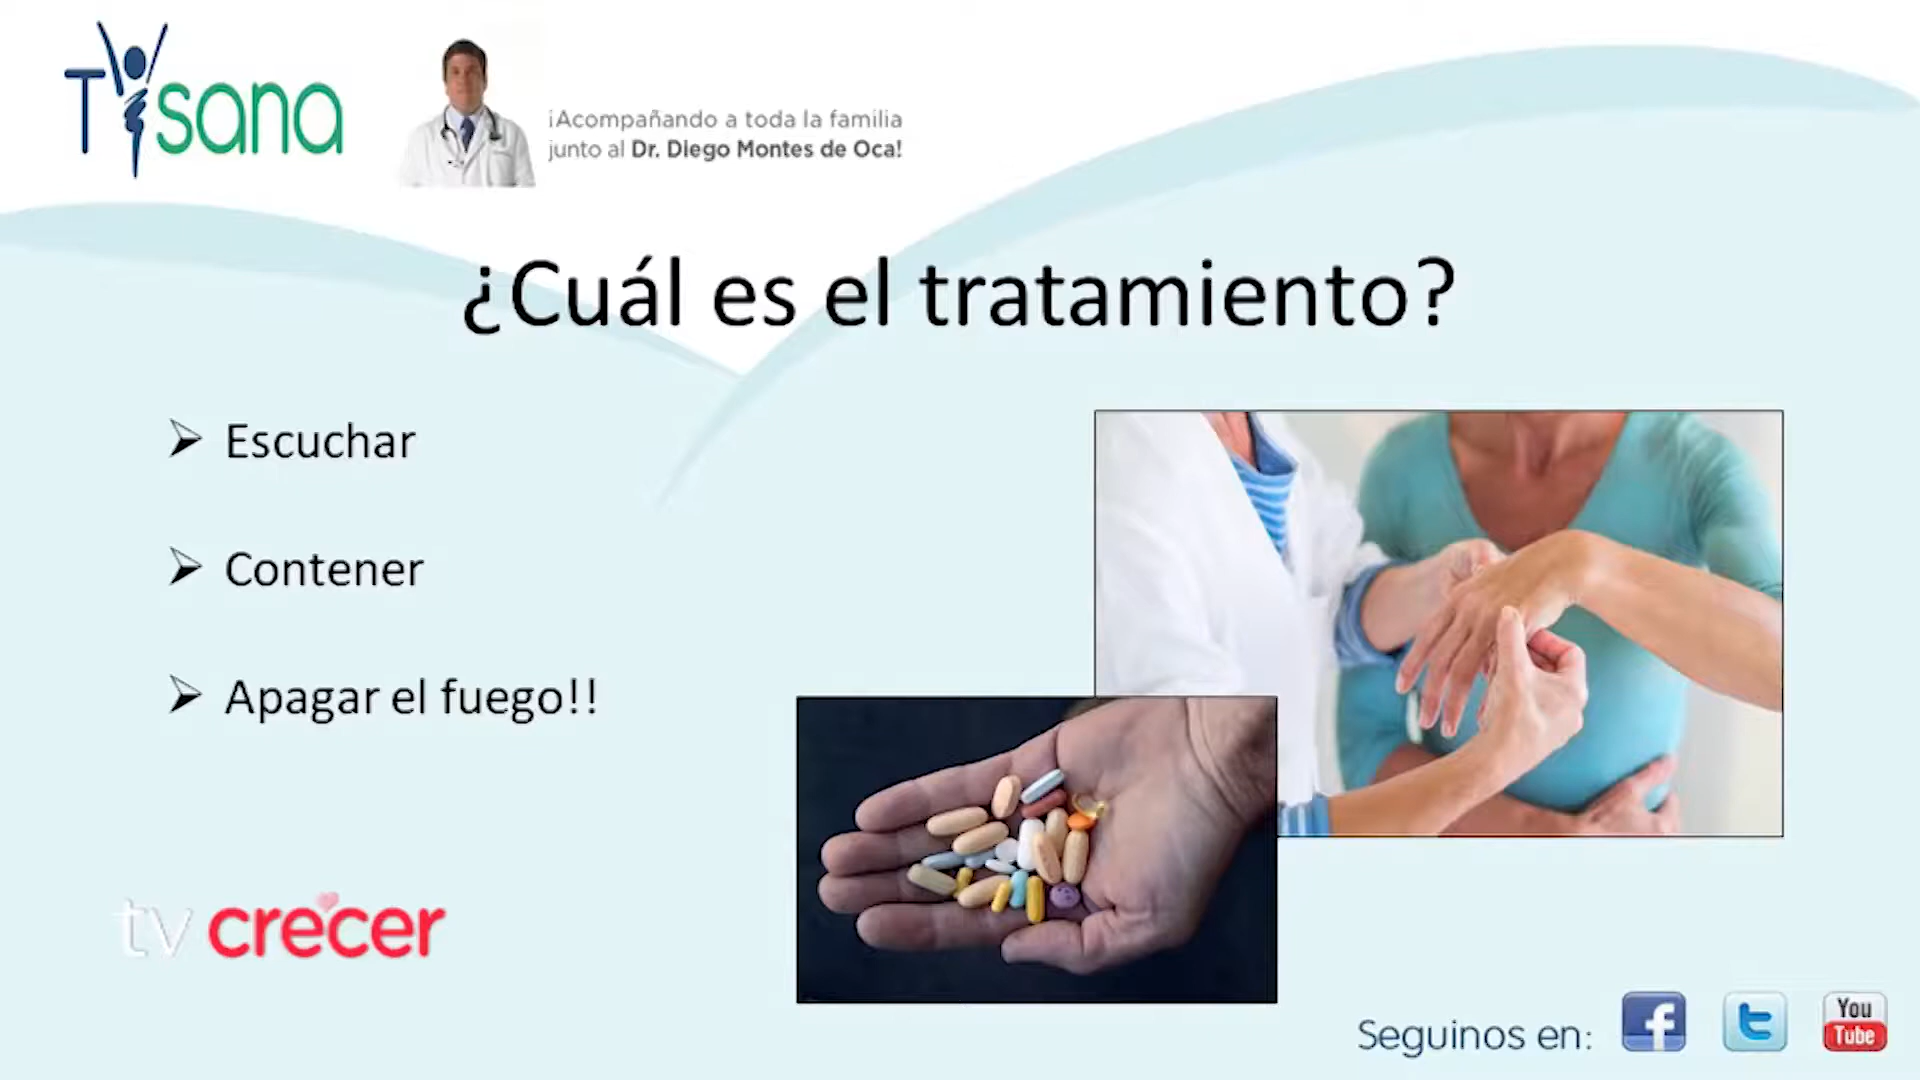 TYsana
¡Acompañando a toda la familia
junto al Dr. Diego Montes de Oca!
¿Cuál es el tratamiento?
Escuchar
Contener
Apagar el fuego!!
tv crecer
Seguinos en:
f
t
You
Tube